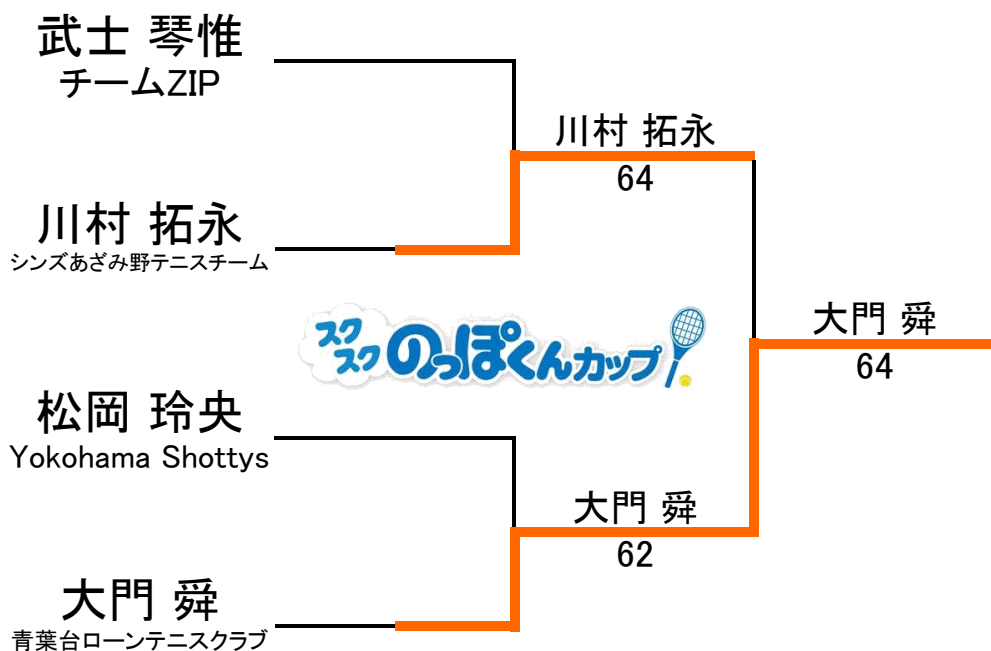 武士 琴惟
チームZIP
川村 拓永
64
川村 拓永
シンズあざみ野テニスチーム
スクスクのっぽくんカップ
大門 舜
64
松岡 玲央
Yokohama Shottys
大門 舜
62
大門 舜
青葉台ローンテニスクラブ